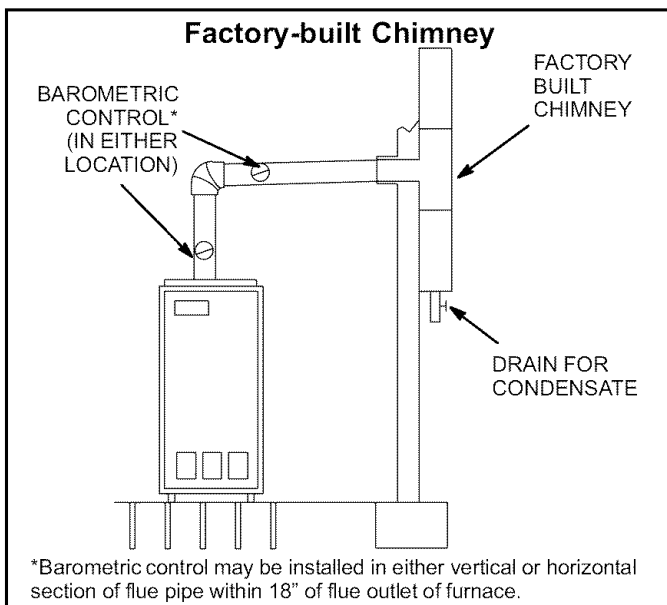 Factory-built Chimney
BAROMETRIC
CONTROL*
(IN EITHER
LOCATION)
FACTORY
BUILT
CHIMNEY
DRAIN FOR
CONDENSATE
*Barometric control may be installed in either vertical or horizontal
section of flue pipe within 18” of flue outlet of furnace.